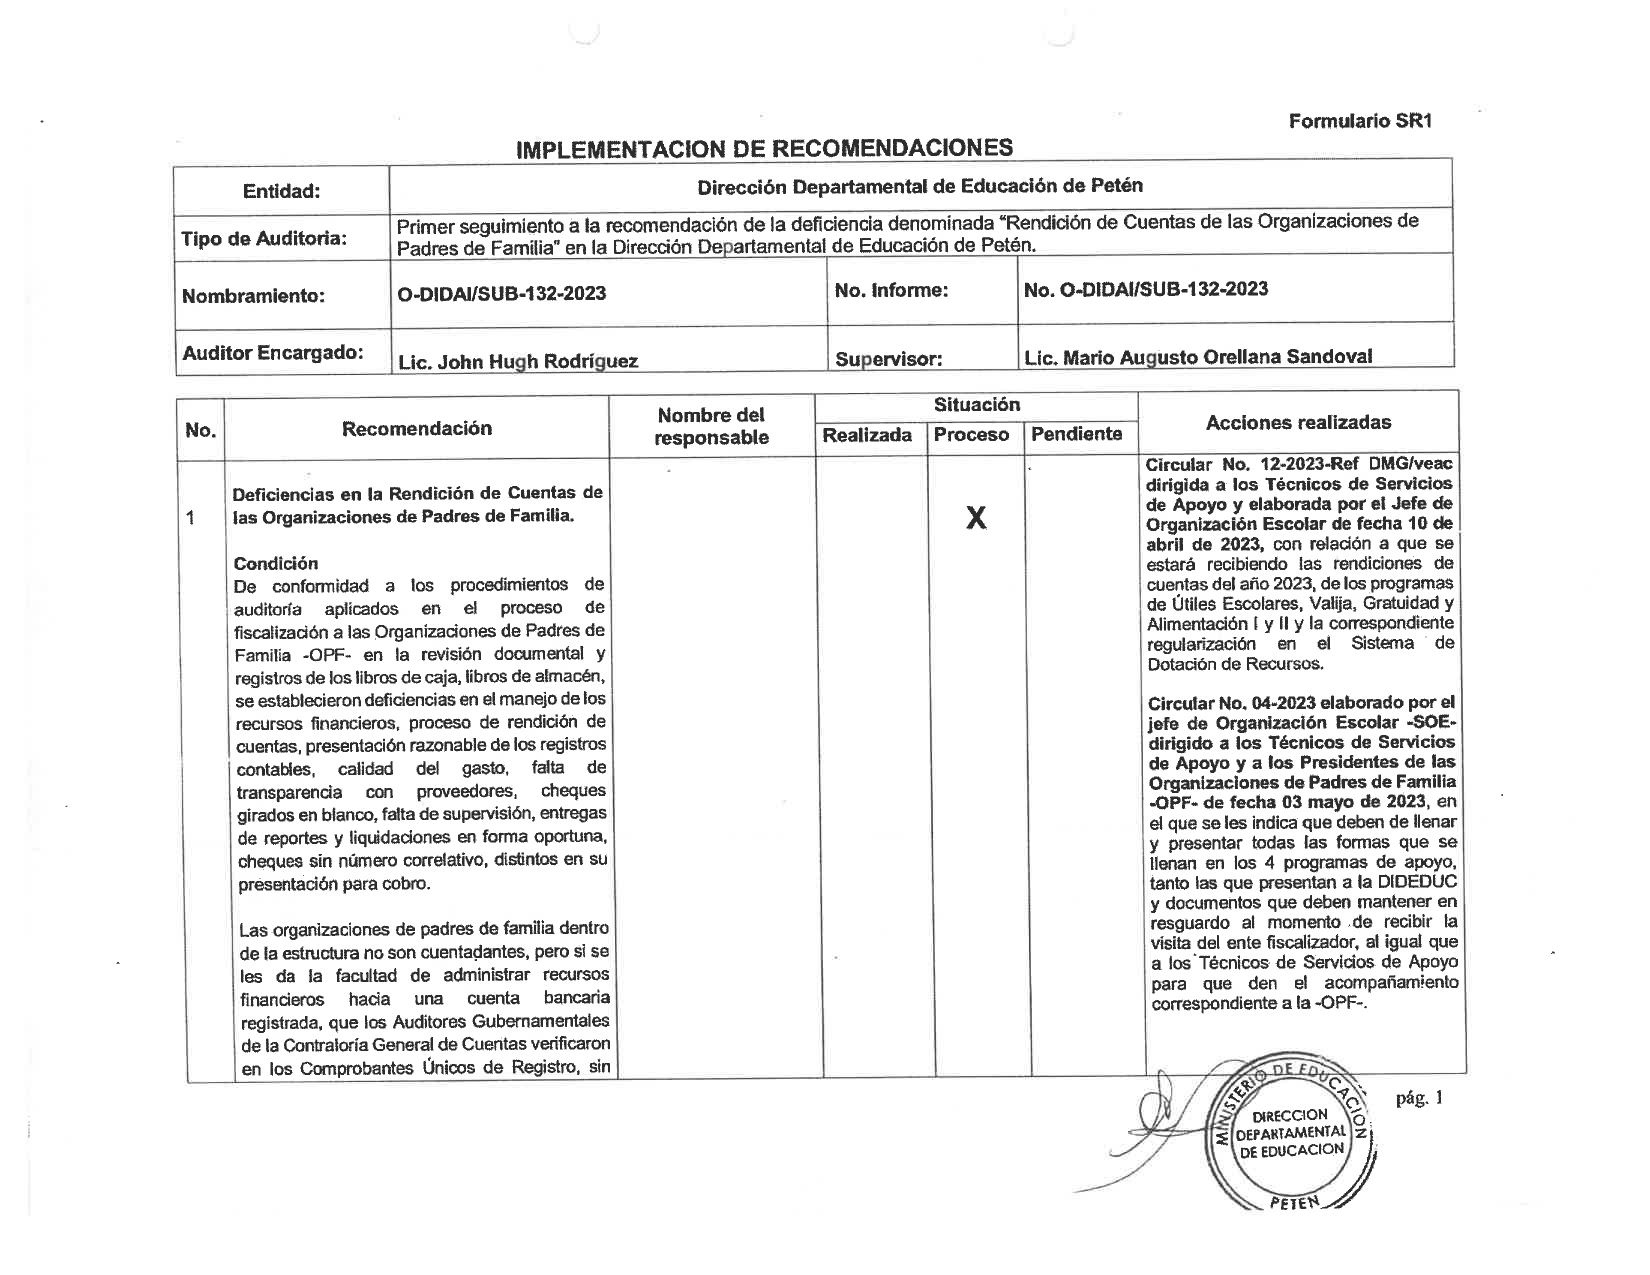 Formulario SR1
IMPLEMENTACION DE RECOMENDACIONES
Entidad:
Dirección Departamental de Educación de Petén
Tipo de Auditoria:
Primer seguimiento a la recomendación de la deficiencia denominada “Rendición de Cuentas de las Organizaciones de
Padres de Familia” en la Dirección Departamental de Educación de Petén.
Nombramiento:
O-DIDAI/SUB-132-2023
No. Informe:
No. O-DIDAI/SUB-132-2023
Auditor Encargado:
Lic. John Hugh Rodríguez
Supervisor:
Lic. Mario Augusto Orellana Sandoval
No.
Recomendación
Nombre del
responsable
Situación
Realizada
Proceso
Pendiente
Acciones realizadas
1
Deficiencias en la Rendición de Cuentas de
las Organizaciones de Padres de Familia.
Condición
De conformidad a los procedimientos de
auditoría aplicados en el proceso de
fiscalización a las Organizaciones de Padres de
Familia -OPF- en la revisión documental y
registros de los libros de caja, libros de almacén,
se establecieron deficiencias en el manejo de los
recursos financieros, proceso de rendición de
cuentas, presentación razonable de los registros
contables, calidad del gasto, falta de
transparencia con proveedores, cheques
girados en blanco, falta de supervisión, entregas
de reportes y liquidaciones en forma oportuna,
cheques sin número correlativo, distintos en su
presentación para cobro.
Las organizaciones de padres de familia dentro
de la estructura no son cuentadantes, pero si se
les da la facultad de administrar recursos
financieros hacia una cuenta bancaria
registrada, que los Auditores Gubernamentales
de la Contraloría General de Cuentas verificaron
en los Comprobantes Únicos de Registro, sin
X
Circular No. 12-2023-Ref DMG/veac
dirigida a los Técnicos de Servicios
de Apoyo y elaborada por el Jefe de
Organización Escolar de fecha 10 de
abril de 2023, con relación a que se
estará recibiendo las rendiciones de
cuentas del año 2023, de los programas
de Útiles Escolares, Valija, Gratuidad y
Alimentación I y II y la correspondiente
regularización en el Sistema de
Dotación de Recursos.
Circular No. 04-2023 elaborado por el
jefe de Organización Escolar -SOE-
dirigido a los Técnicos de Servicios
de Apoyo y a los Presidentes de las
Organizaciones de Padres de Familia
-OPF- de fecha 03 mayo de 2023, en
el que se les indica que deben de llenar
y presentar todas las formas que se
llenan en los 4 programas de apoyo,
tanto las que presentan a la DIDEDUC
y documentos que deben mantener en
resguardo al momento de recibir la
visita del ente fiscalizador, al igual que
a los Técnicos de Servicios de Apoyo
para que den el acompañamiento
correspondiente a la -OPF-.
pág. 1
MINISTERIO DE EDUCACION
DIRECCION
DEPARTAMENTAL
DE EDUCACION
PETEN